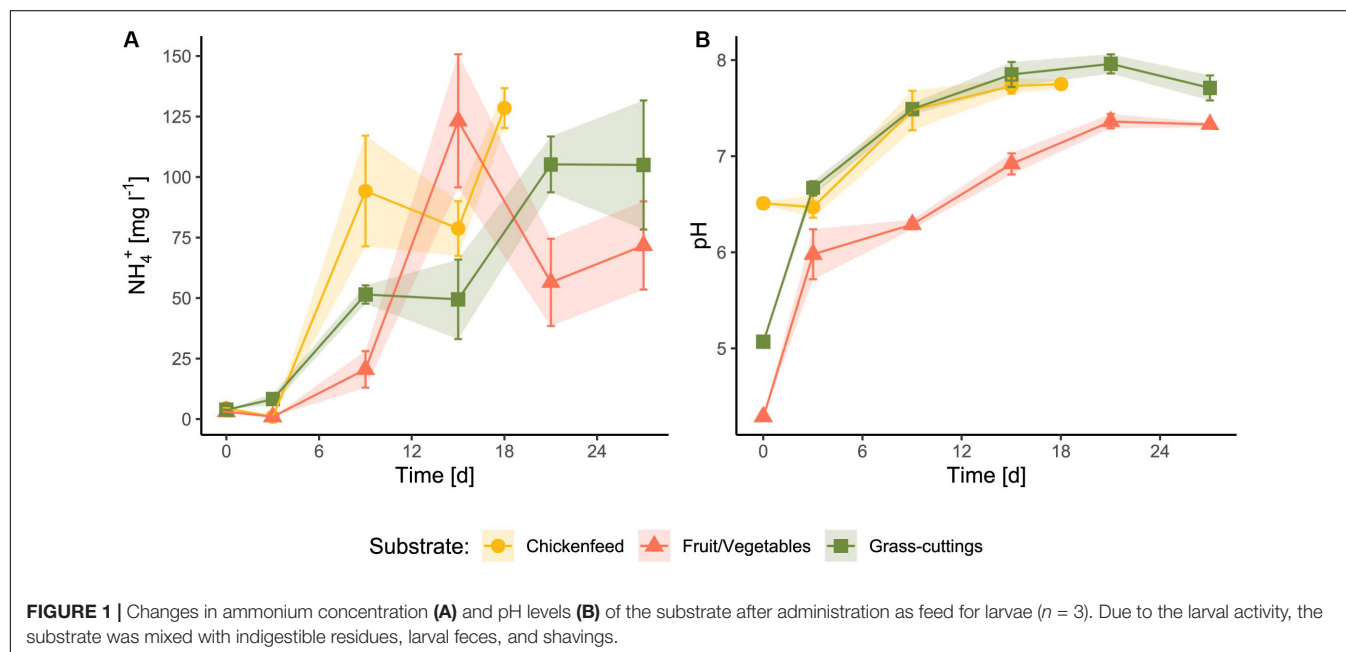 A
150
125
100
75
50
25
0
NH₄⁺ [mg l⁻¹]
0 6 12 18 24
Time [d]
B
8
7
6
5
pH
0 6 12 18 24
Time [d]
Substrate: Chickenfeed Fruit/Vegetables Grass-cuttings
FIGURE 1 | Changes in ammonium concentration (A) and pH levels (B) of the substrate after administration as feed for larvae (n = 3). Due to the larval activity, the
substrate was mixed with indigestible residues, larval feces, and shavings.